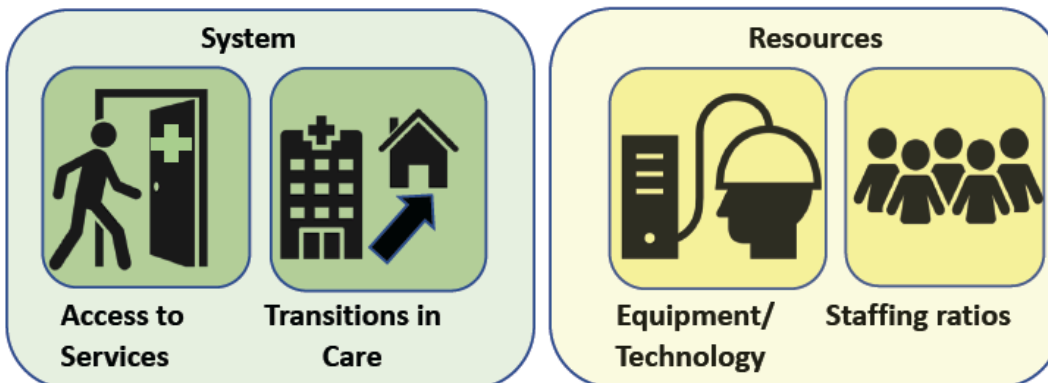 System
Access to
Services
Transitions in
Care
Resources
Equipment/
Technology
Staffing ratios